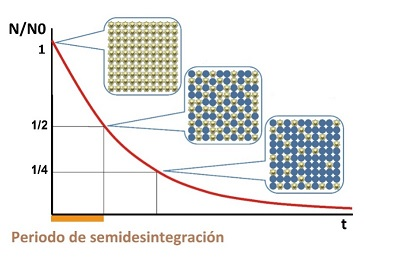 N/N0
1
1/2
1/4
t
Periodo de semidesintegración